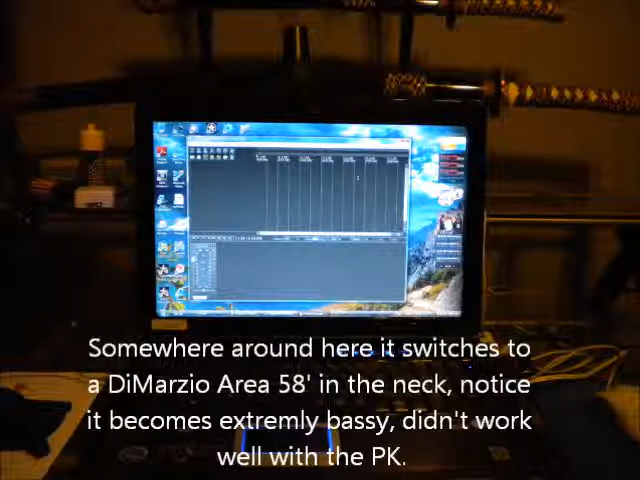 Somewhere around here it switches to
a DiMarzio Area 58' in the neck, notice
it becomes extremly bassy, didn't work
well with the PK.